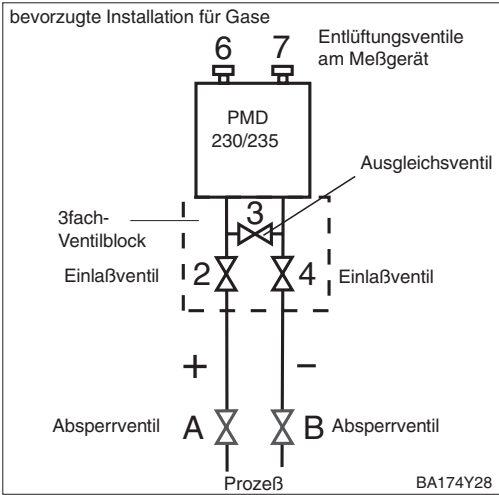 bevorzugte Installation für Gase
6 7 Entlüftungsventile
am Meßgerät
PMD
230/235
Ausgleichsventil
3
3fach-
Ventilblock
Einlaßventil 2 4 Einlaßventil
+ −
Absperrventil A B Absperrventil
Prozeß BA174Y28